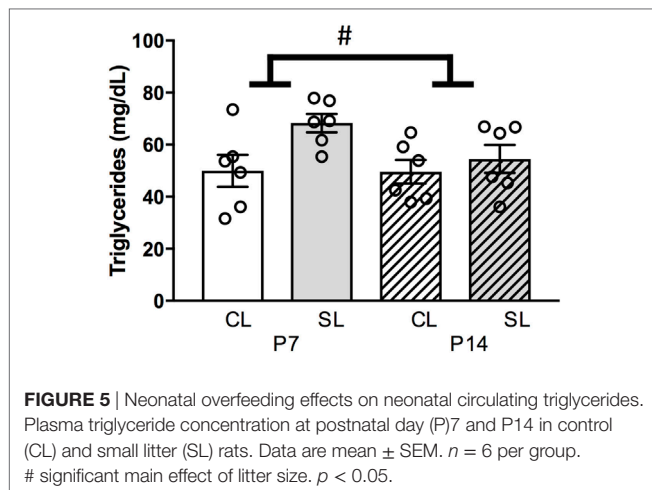 #
Triglycerides (mg/dL)
100
80
60
40
20
0
CL SL CL SL
P7 P14
FIGURE 5 | Neonatal overfeeding effects on neonatal circulating triglycerides.
Plasma triglyceride concentration at postnatal day (P)7 and P14 in control
(CL) and small litter (SL) rats. Data are mean ± SEM. n = 6 per group.
# significant main effect of litter size. p < 0.05.